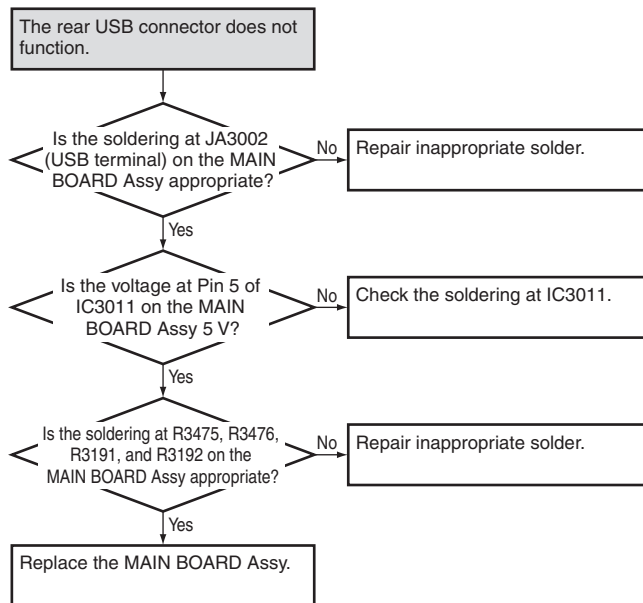 The rear USB connector does not
function.
Is the soldering at JA3002
(USB terminal) on the MAIN
BOARD Assy appropriate?
No
Repair inappropriate solder.
Yes
Is the voltage at Pin 5 of
IC3011 on the MAIN
BOARD Assy 5 V?
No
Check the soldering at IC3011.
Yes
Is the soldering at R3475, R3476,
R3191, and R3192 on the
MAIN BOARD Assy appropriate?
No
Repair inappropriate solder.
Yes
Replace the MAIN BOARD Assy.